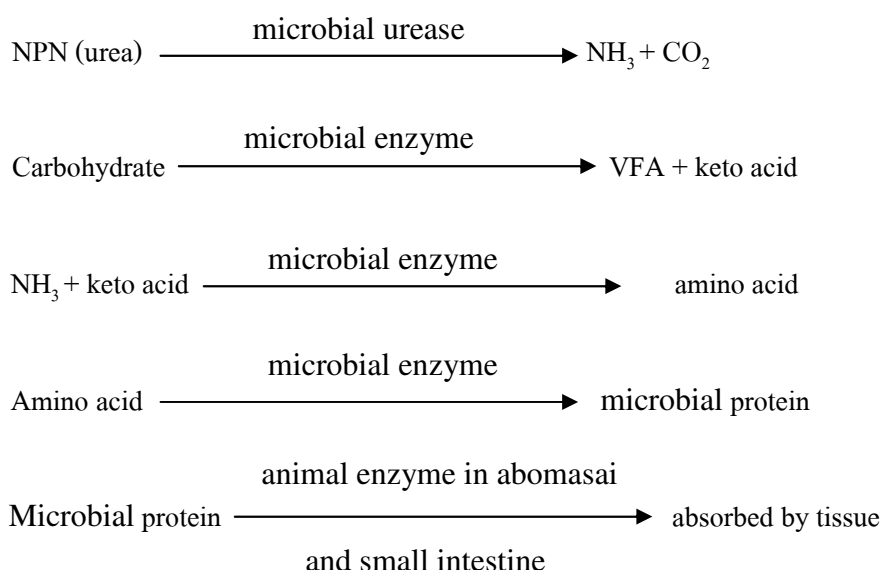 microbial urease
NPN (urea) NH₃ + CO₂
microbial enzyme
Carbohydrate VFA + keto acid
microbial enzyme
NH₃ + keto acid amino acid
microbial enzyme
Amino acid microbial protein
animal enzyme in abomasai
Microbial protein absorbed by tissue
and small intestine